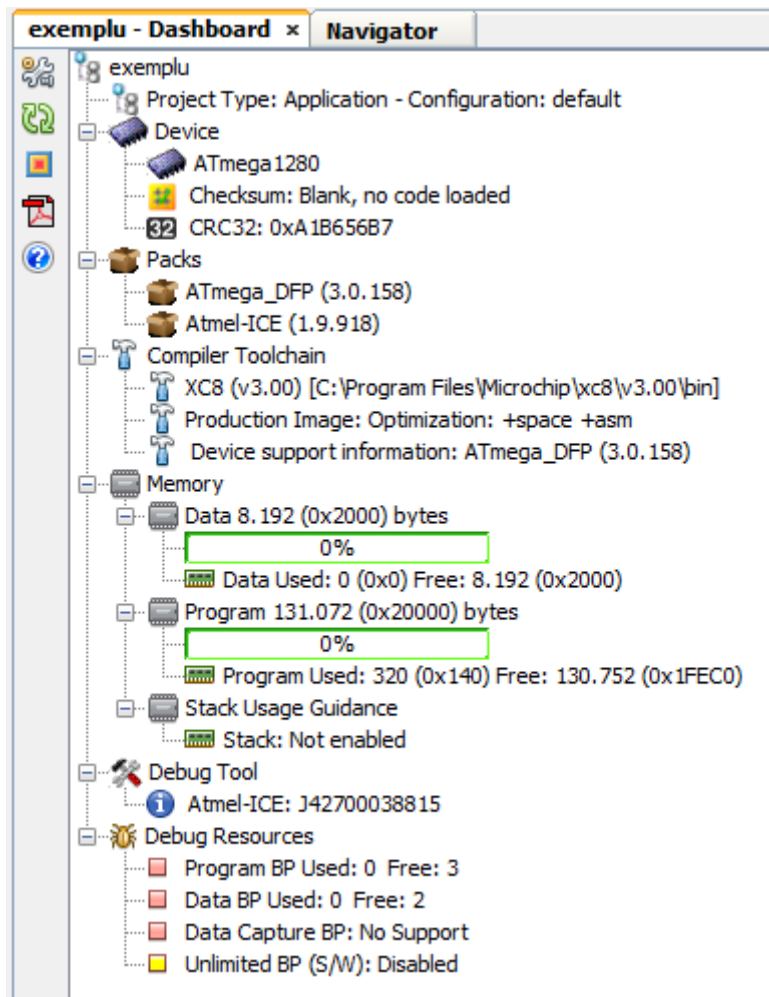 exemplu - Dashboard × Navigator
exemplu
Project Type: Application - Configuration: default
Device
ATmega1280
Checksum: Blank, no code loaded
32 CRC32: 0xA1B656B7
Packs
ATmega_DFP (3.0.158)
Atmel-ICE (1.9.918)
Compiler Toolchain
XC8 (v3.00) [C:\Program Files\Microchip\xc8\v3.00\bin]
Production Image: Optimization: +space +asm
Device support information: ATmega_DFP (3.0.158)
Memory
Data 8.192 (0x2000) bytes
0%
Data Used: 0 (0x0) Free: 8.192 (0x2000)
Program 131.072 (0x20000) bytes
0%
Program Used: 320 (0x140) Free: 130.752 (0x1FEC0)
Stack Usage Guidance
Stack: Not enabled
Debug Tool
Atmel-ICE: J42700038815
Debug Resources
Program BP Used: 0 Free: 3
Data BP Used: 0 Free: 2
Data Capture BP: No Support
Unlimited BP (S/W): Disabled